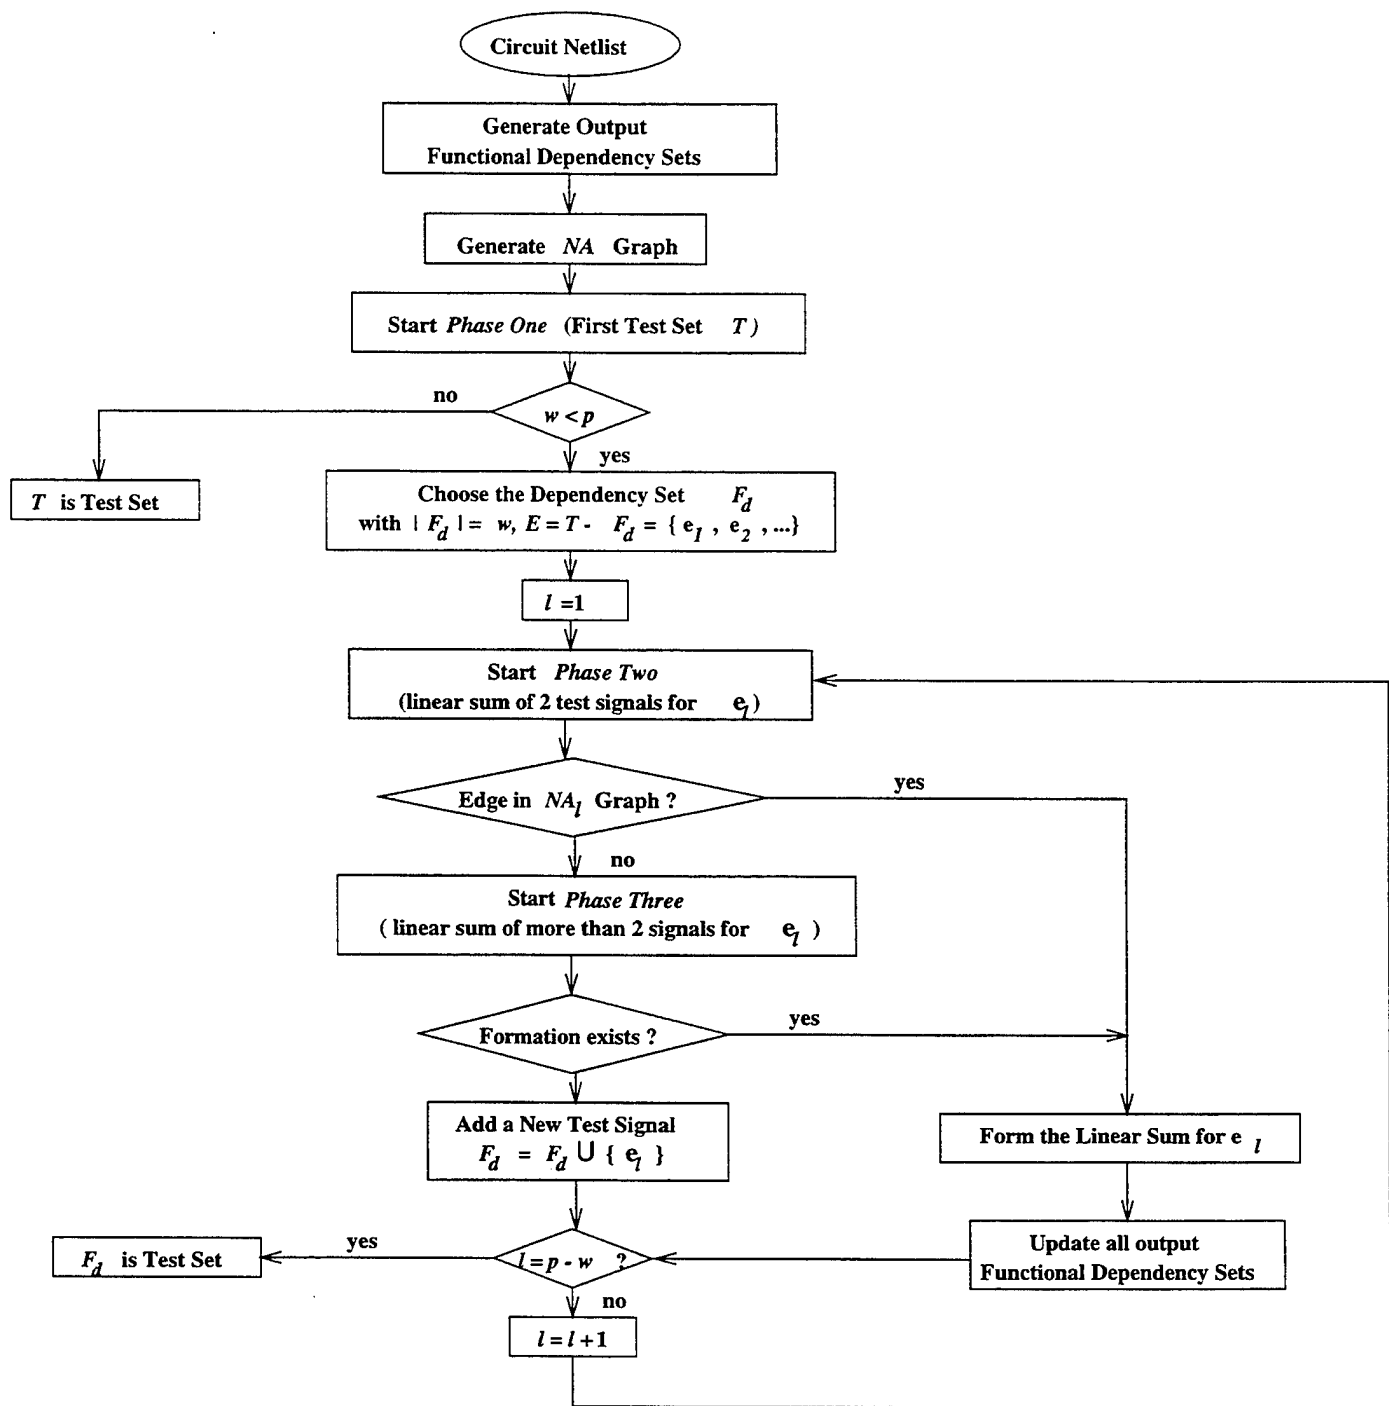 Circuit Netlist
Generate Output
Functional Dependency Sets
Generate NA Graph
Start Phase One (First Test Set T )
no
w < p
yes
T is Test Set
Choose the Dependency Set F_d
with | F_d | = w, E = T - F_d = { e_1 , e_2 , ...}
l =1
Start Phase Two
(linear sum of 2 test signals for e_l )
Edge in NA_l Graph ?
yes
no
Start Phase Three
( linear sum of more than 2 signals for e_l )
Formation exists ?
yes
Add a New Test Signal
F_d = F_d ∪ { e_l }
Form the Linear Sum for e_l
Update all output
Functional Dependency Sets
l = p - w ?
yes
F_d is Test Set
no
l = l +1